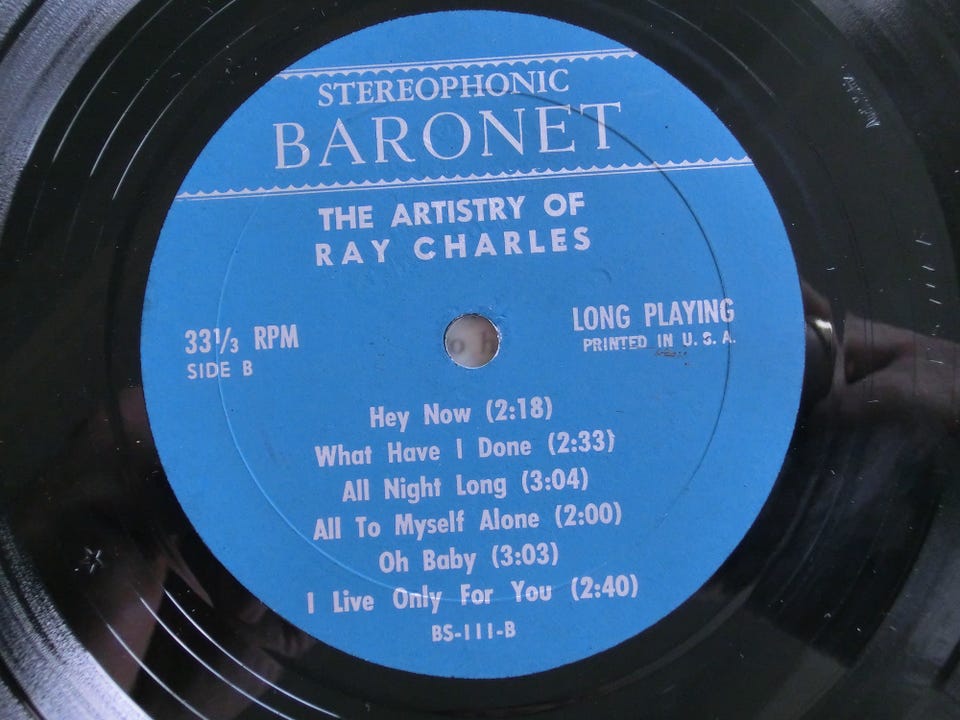 STEREOPHONIC
BARONET
THE ARTISTRY OF
RAY CHARLES
33⅓ RPM
SIDE B
LONG PLAYING
PRINTED IN U. S. A.
Hey Now (2:18)
What Have I Done (2:33)
All Night Long (3:04)
All To Myself Alone (2:00)
Oh Baby (3:03)
I Live Only For You (2:40)
BS-111-B